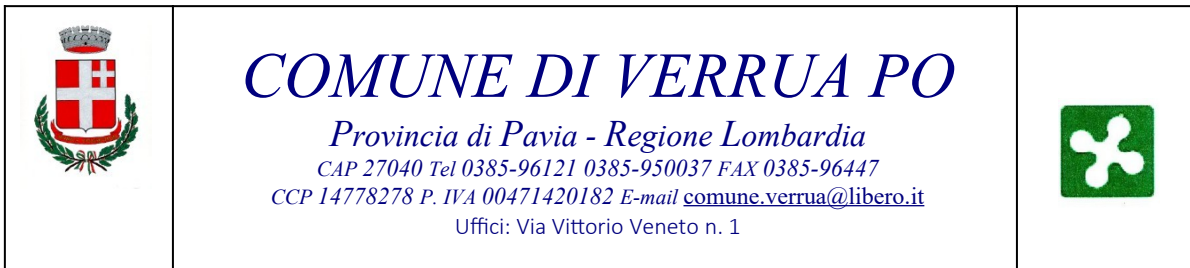 COMUNE DI VERRUA PO
Provincia di Pavia - Regione Lombardia
CAP 27040 Tel 0385-96121 0385-950037 FAX 0385-96447
CCP 14778278 P. IVA 00471420182 E-mail comune.verrua@libero.it
Uffici: Via Vittorio Veneto n. 1